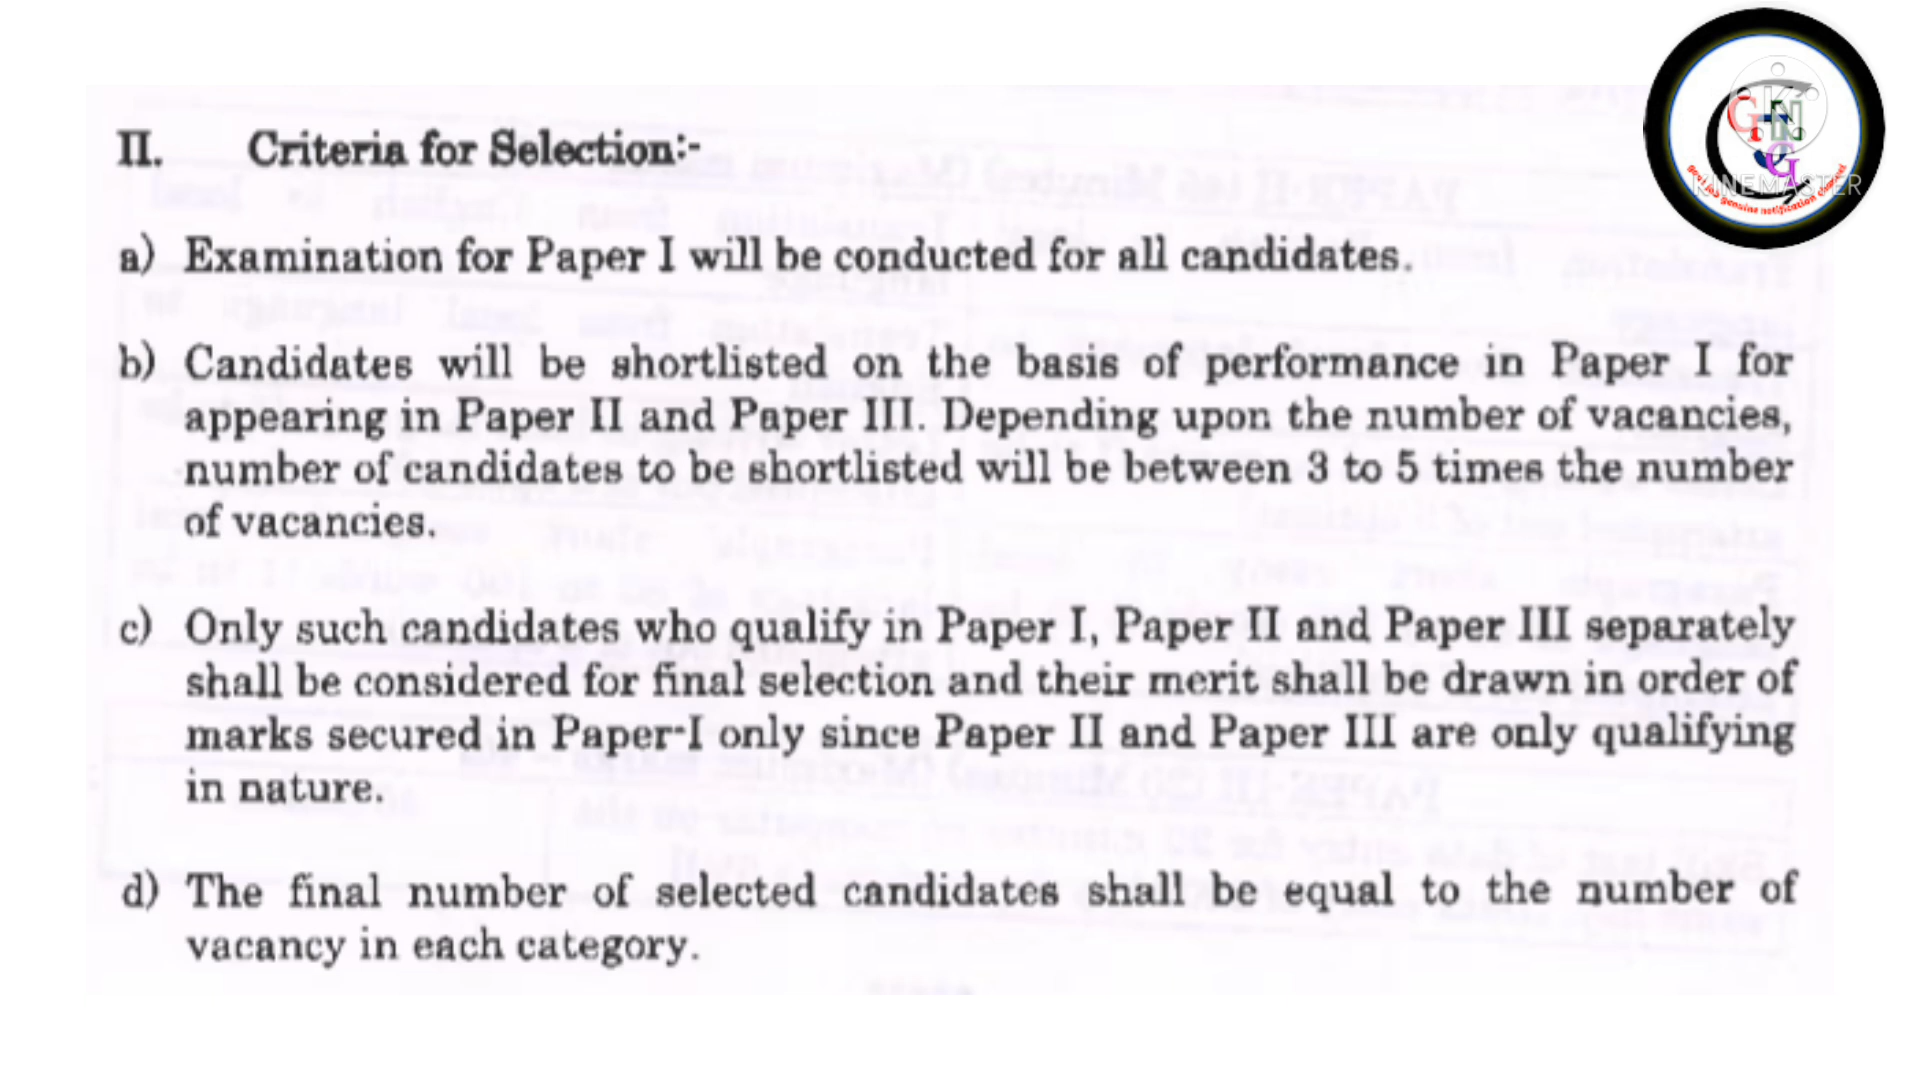 II. Criteria for Selection:-
a) Examination for Paper I will be conducted for all candidates.
b) Candidates will be shortlisted on the basis of performance in Paper I for
appearing in Paper II and Paper III. Depending upon the number of vacancies,
number of candidates to be shortlisted will be between 3 to 5 times the number
of vacancies.
c) Only such candidates who qualify in Paper I, Paper II and Paper III separately
shall be considered for final selection and their merit shall be drawn in order of
marks secured in Paper-I only since Paper II and Paper III are only qualifying
in nature.
d) The final number of selected candidates shall be equal to the number of
vacancy in each category.
KINEMASTER
genuine notification channel